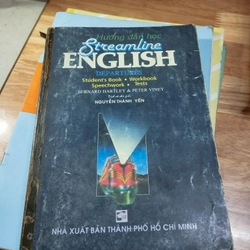 Hướng dẫn học
Streamline
ENGLISH
DEPARTURES
Student's Book • Workbook
Speechwork • Tests
BERNARD HARTLEY & PETER VINEY
NGUYỄN THÀNH YẾN
NHÀ XUẤT BẢN THÀNH PHỐ HỒ CHÍ MINH